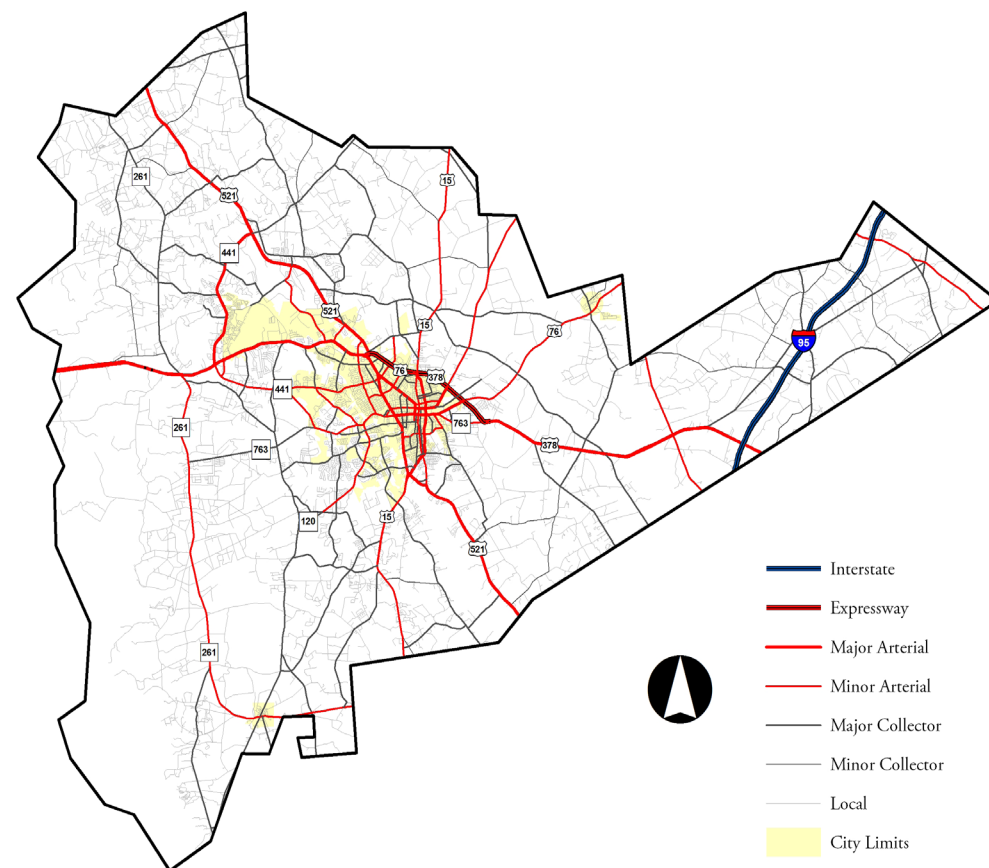 15
261
521
441
95
521
15
76
76
378
441
763
261
378
763
120
15
521
261
Interstate
Expressway
Major Arterial
Minor Arterial
Major Collector
Minor Collector
Local
City Limits